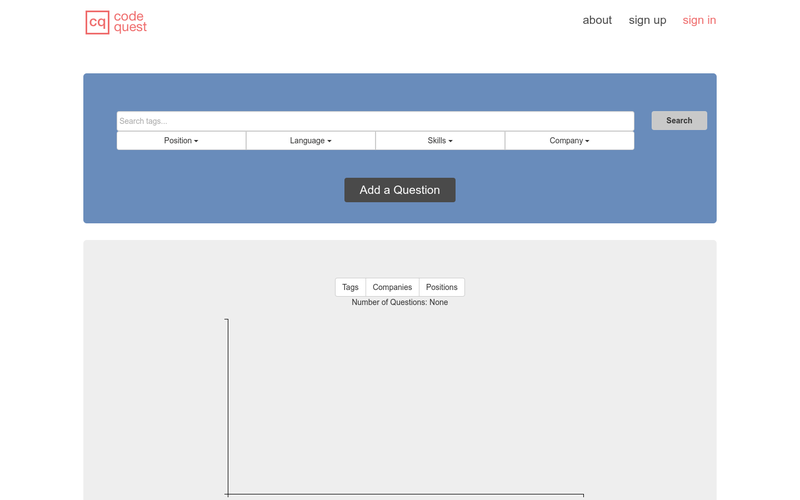 cq code quest
about sign up sign in
Search tags...
Search
Position Language Skills Company
Add a Question
Tags Companies Positions
Number of Questions: None